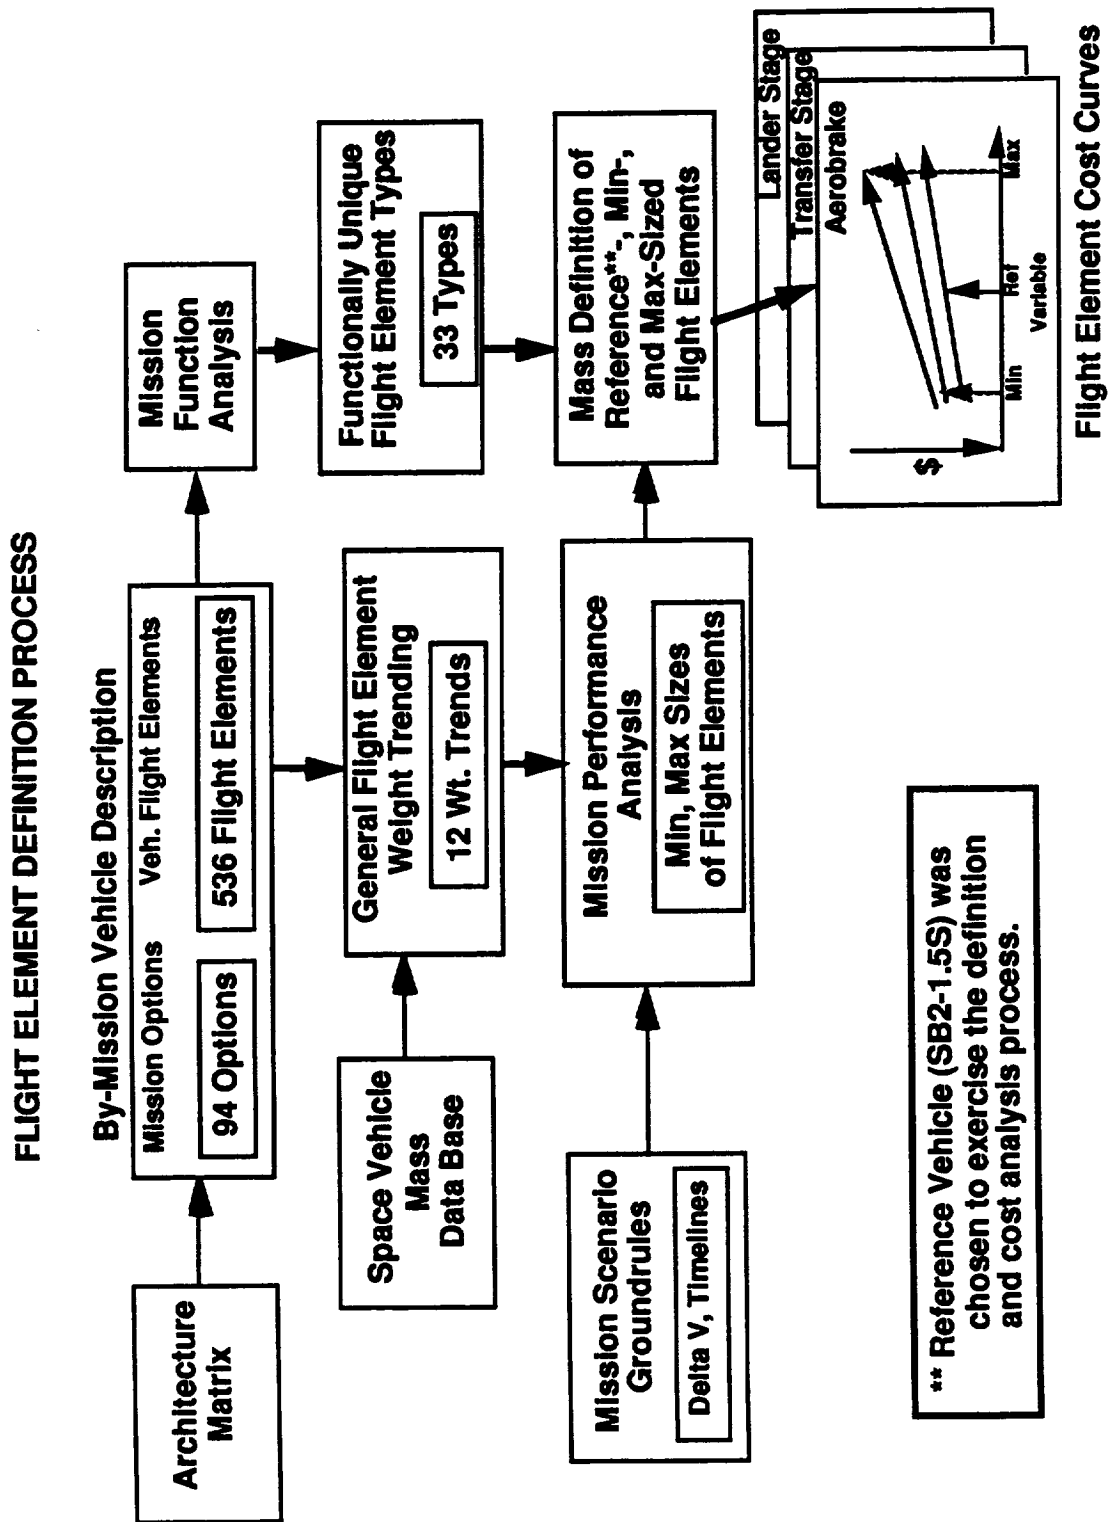 FLIGHT ELEMENT DEFINITION PROCESS
By-Mission Vehicle Description
Architecture
Matrix
Mission Options
Veh. Flight Elements
94 Options
536 Flight Elements
Mission
Function
Analysis
Space Vehicle
Mass
Data Base
General Flight Element
Weight Trending
12 Wt. Trends
Functionally Unique
Flight Element Types
33 Types
Mission Scenario
Groundrules
Delta V, Timelines
Mission Performance
Analysis
Min, Max Sizes
of Flight Elements
Mass Definition of
Reference**-, Min-,
and Max-Sized
Flight Elements
Lander Stage
Transfer Stage
Aerobrake
$
Min
Ref
Max
Variable
Flight Element Cost Curves
** Reference Vehicle (SB2-1.5S) was
chosen to exercise the definition
and cost analysis process.